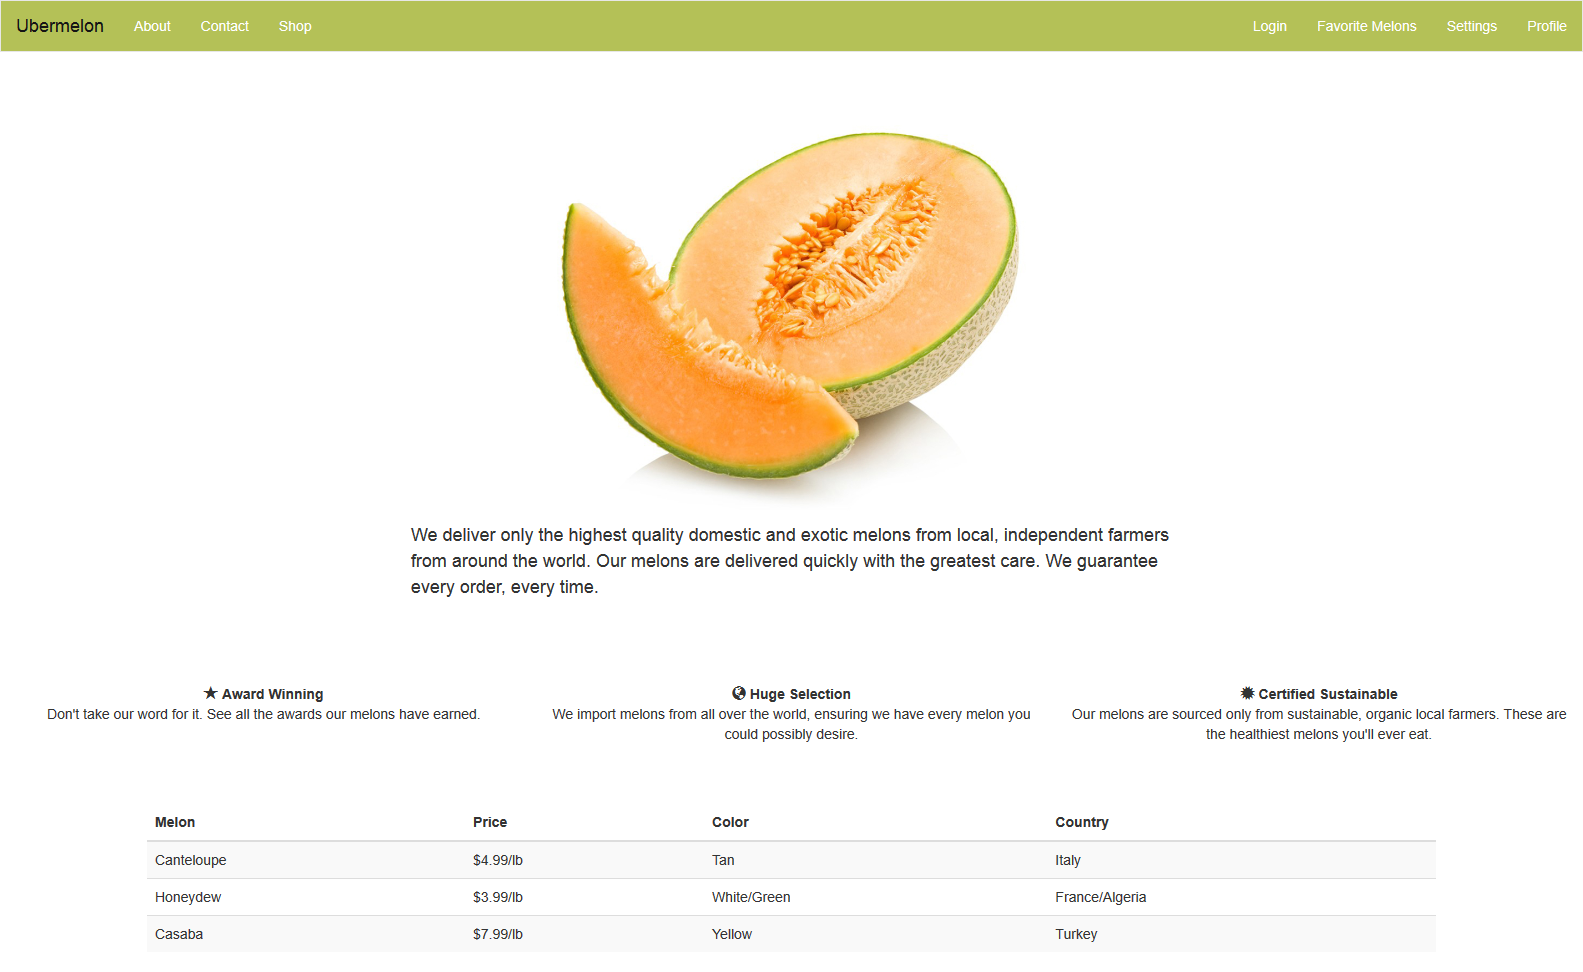 Ubermelon About Contact Shop Login Favorite Melons Settings Profile
We deliver only the highest quality domestic and exotic melons from local, independent farmers
from around the world. Our melons are delivered quickly with the greatest care. We guarantee
every order, every time.
Award Winning
Don't take our word for it. See all the awards our melons have earned.
Huge Selection
We import melons from all over the world, ensuring we have every melon you
could possibly desire.
Certified Sustainable
Our melons are sourced only from sustainable, organic local farmers. These are
the healthiest melons you'll ever eat.
Melon Price Color Country
Canteloupe $4.99/lb Tan Italy
Honeydew $3.99/lb White/Green France/Algeria
Casaba $7.99/lb Yellow Turkey